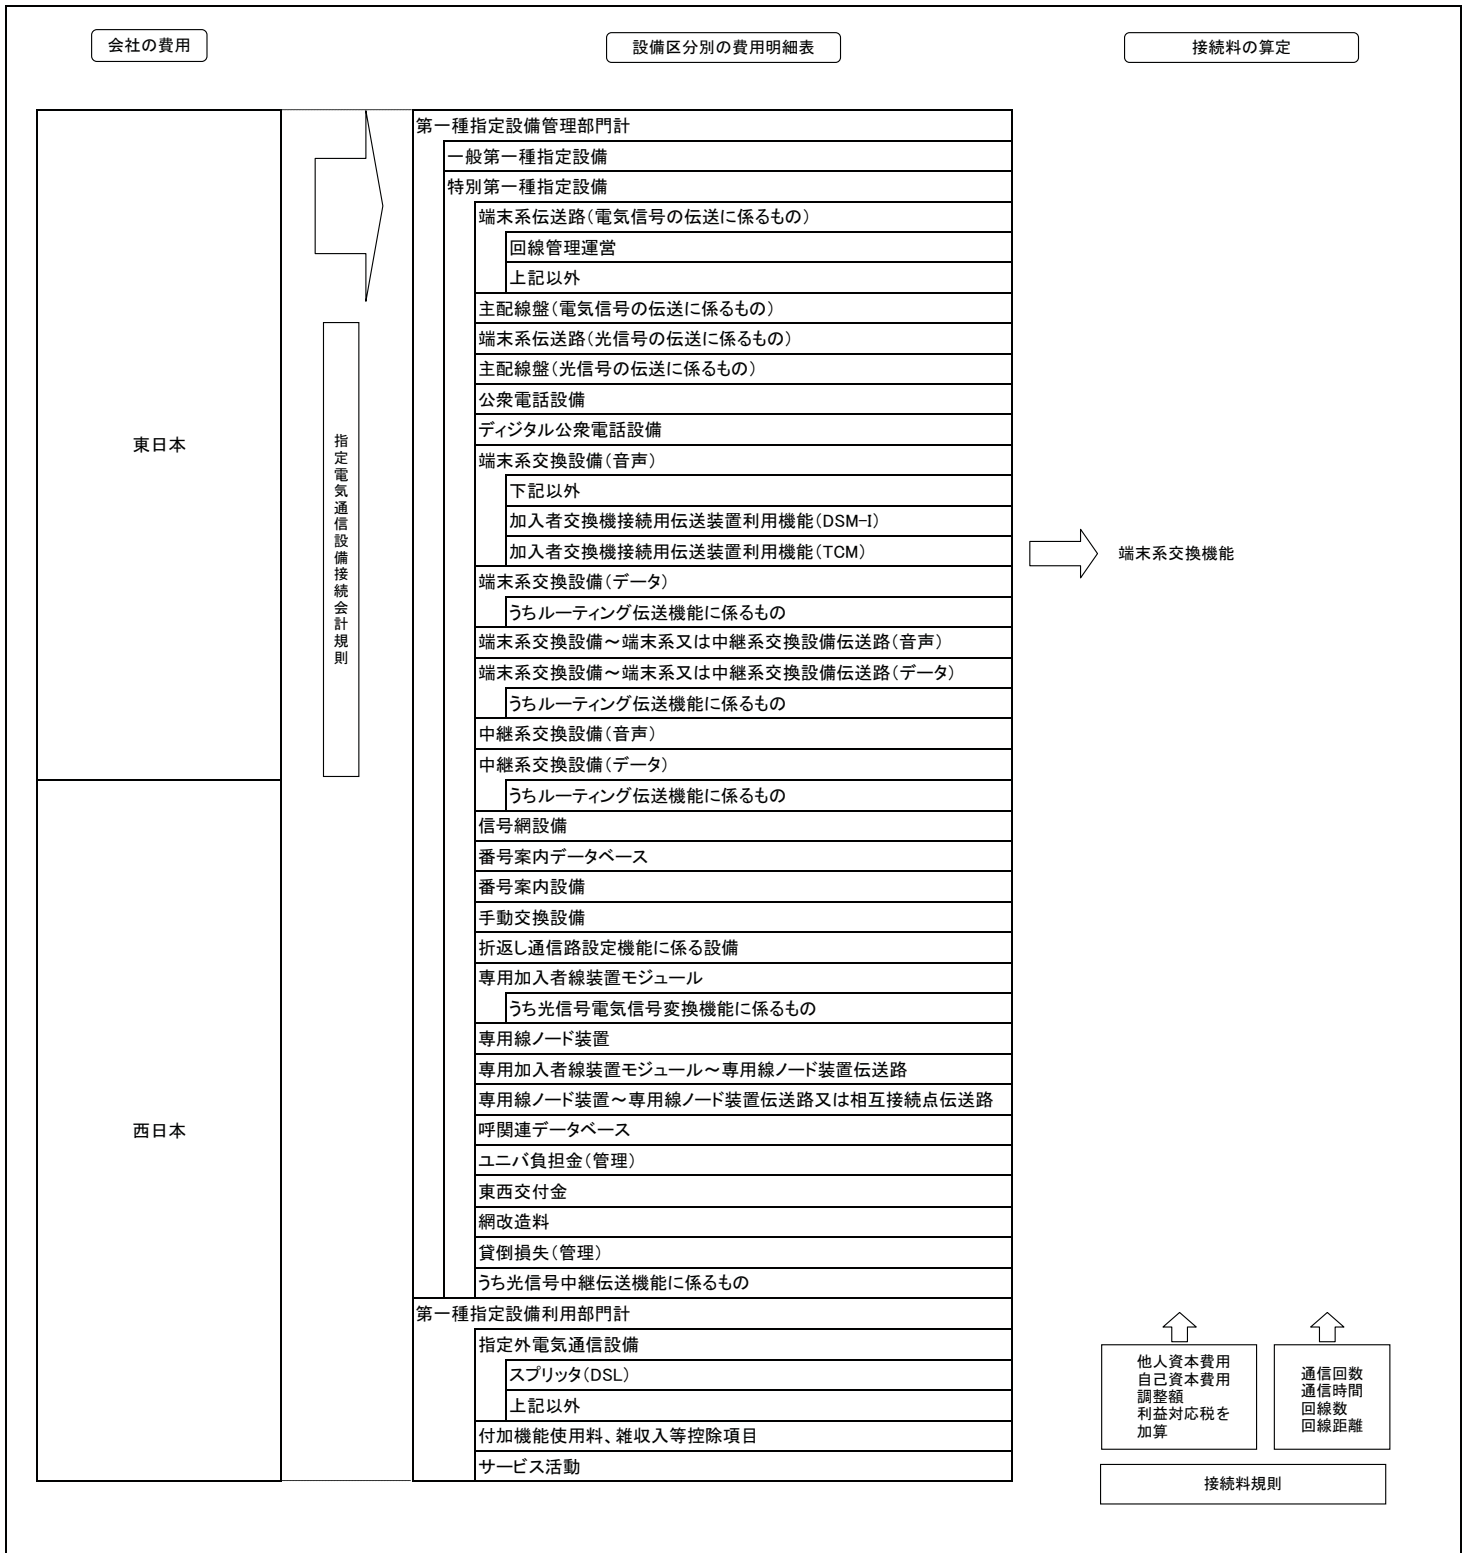 会社の費用
設備区分別の費用明細表
接続料の算定
東日本
西日本
指定電気通信設備接続会計規則
第一種指定設備管理部門計
一般第一種指定設備
特別第一種指定設備
端末系伝送路(電気信号の伝送に係るもの)
回線管理運営
上記以外
主配線盤(電気信号の伝送に係るもの)
端末系伝送路(光信号の伝送に係るもの)
主配線盤(光信号の伝送に係るもの)
公衆電話設備
ディジタル公衆電話設備
端末系交換設備(音声)
下記以外
加入者交換機接続用伝送装置利用機能(DSM-I)
加入者交換機接続用伝送装置利用機能(TCM)
端末系交換設備(データ)
うちルーティング伝送機能に係るもの
端末系交換設備~端末系又は中継系交換設備伝送路(音声)
端末系交換設備~端末系又は中継系交換設備伝送路(データ)
うちルーティング伝送機能に係るもの
中継系交換設備(音声)
中継系交換設備(データ)
うちルーティング伝送機能に係るもの
信号網設備
番号案内データベース
番号案内設備
手動交換設備
折返し通信路設定機能に係る設備
専用加入者線装置モジュール
うち光信号電気信号変換機能に係るもの
専用線ノード装置
専用加入者線装置モジュール~専用線ノード装置伝送路
専用線ノード装置~専用線ノード装置伝送路又は相互接続点伝送路
呼関連データベース
ユニバ負担金(管理)
東西交付金
網改造料
貸倒損失(管理)
うち光信号中継伝送機能に係るもの
第一種指定設備利用部門計
指定外電気通信設備
スプリッタ(DSL)
上記以外
付加機能使用料、雑収入等控除項目
サービス活動
端末系交換機能
他人資本費用
自己資本費用
調整額
利益対応税を
加算
通信回数
通信時間
回線数
回線距離
接続料規則